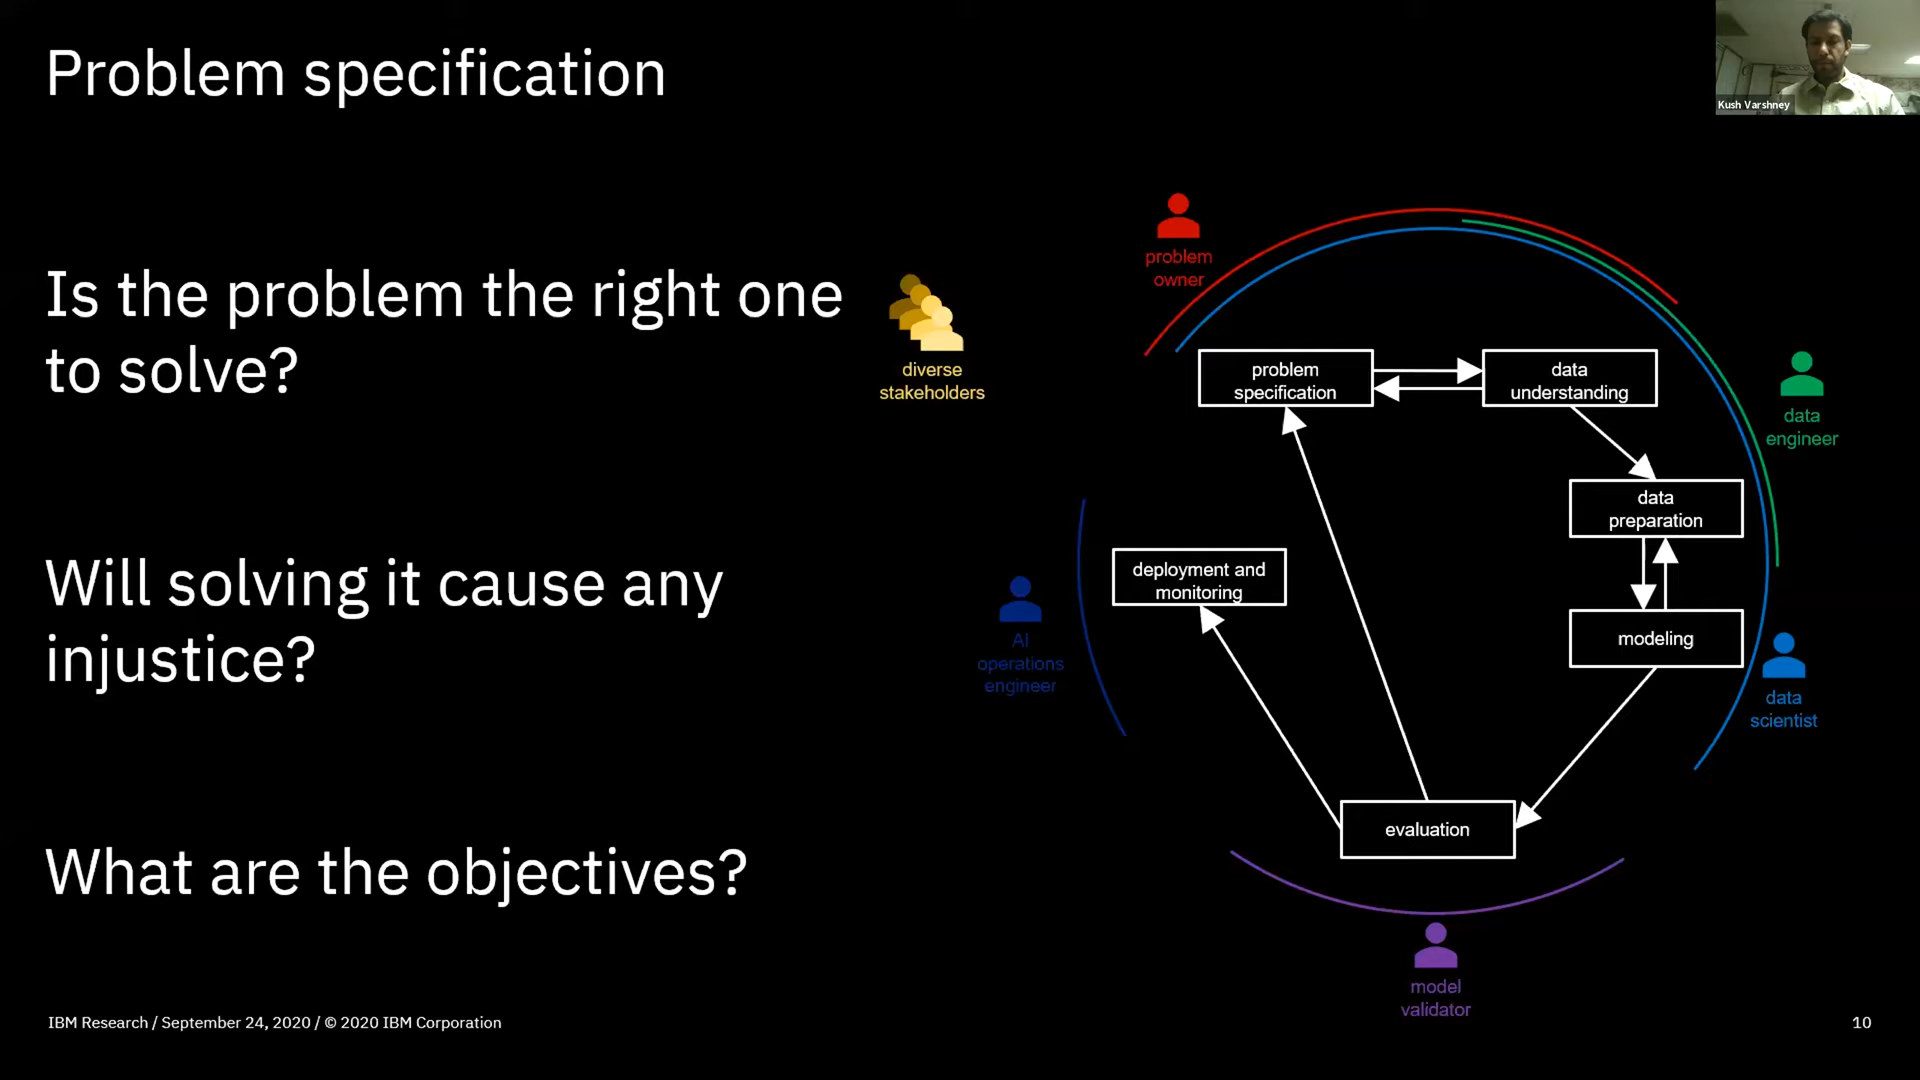 Problem specification
Kush Varshney
Is the problem the right one
to solve?
Will solving it cause any
injustice?
What are the objectives?
problem
owner
diverse
stakeholders
problem
specification
data
understanding
data
engineer
data
preparation
deployment and
monitoring
AI
operations
engineer
modeling
data
scientist
evaluation
model
validator
IBM Research / September 24, 2020 / © 2020 IBM Corporation
10